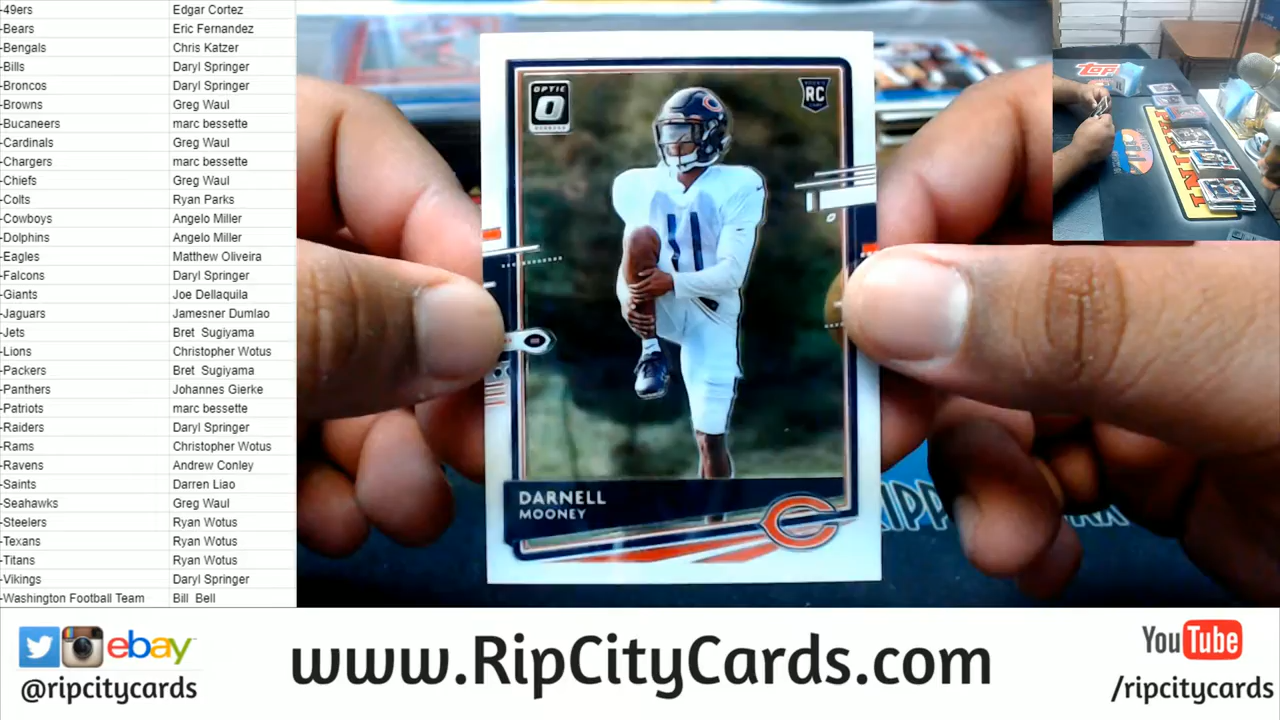 -49ers Edgar Cortez
-Bears Eric Fernandez
-Bengals Chris Katzer
-Bills Daryl Springer
-Broncos Daryl Springer
-Browns Greg Waul
-Bucaneers marc bessette
-Cardinals Greg Waul
-Chargers marc bessette
-Chiefs Greg Waul
-Colts Ryan Parks
-Cowboys Angelo Miller
-Dolphins Angelo Miller
-Eagles Matthew Oliveira
-Falcons Daryl Springer
-Giants Joe Dellaquila
-Jaguars Jamesner Dumlao
-Jets Bret Sugiyama
-Lions Christopher Wotus
-Packers Bret Sugiyama
-Panthers Johannes Gierke
-Patriots marc bessette
-Raiders Daryl Springer
-Rams Christopher Wotus
-Ravens Andrew Conley
-Saints Darren Liao
-Seahawks Greg Waul
-Steelers Ryan Wotus
-Texans Ryan Wotus
-Titans Ryan Wotus
-Vikings Daryl Springer
-Washington Football Team Bill Bell
OPTIC
RC
11
DARNELL
MOONEY
C
Topps
PANINI
ebay
@ripcitycards
www.RipCityCards.com
YouTube
/ripcitycards